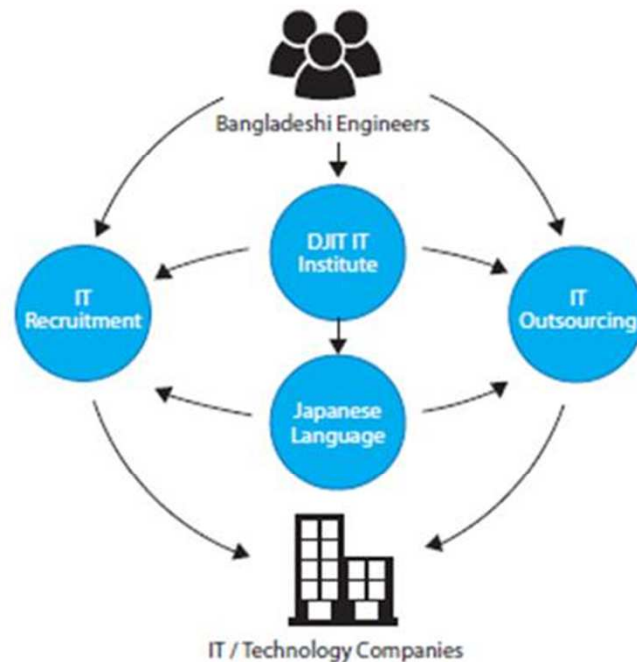 Bangladeshi Engineers
DJIT IT
Institute
IT
Recruitment
IT
Outsourcing
Japanese
Language
IT / Technology Companies